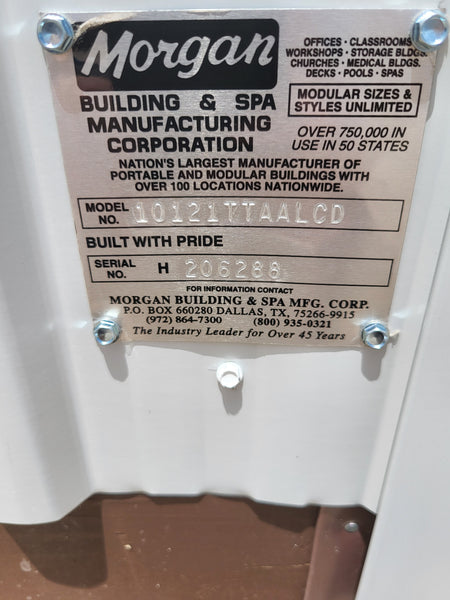 Morgan
OFFICES · CLASSROOMS
WORKSHOPS · STORAGE BLDGS.
CHURCHES · MEDICAL BLDGS.
DECKS · POOLS · SPAS
BUILDING & SPA
MANUFACTURING
CORPORATION
MODULAR SIZES &
STYLES UNLIMITED
OVER 750,000 IN
USE IN 50 STATES
NATION'S LARGEST MANUFACTURER OF
PORTABLE AND MODULAR BUILDINGS WITH
OVER 100 LOCATIONS NATIONWIDE.
MODEL NO. 10121TTAALCD
BUILT WITH PRIDE
SERIAL NO. H 206288
FOR INFORMATION CONTACT
MORGAN BUILDING & SPA MFG. CORP.
P.O. BOX 660280 DALLAS, TX, 75266-9915
(972) 864-7300 (800) 935-0321
The Industry Leader for Over 45 Years